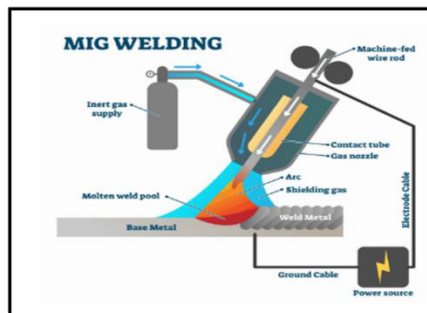 MIG WELDING
Machine-fed
wire rod
Inert gas
supply
Contact tube
Gas nozzle
Arc
Shielding gas
Molten weld pool
Electrode Cable
Weld Metal
Base Metal
Ground Cable
Power source